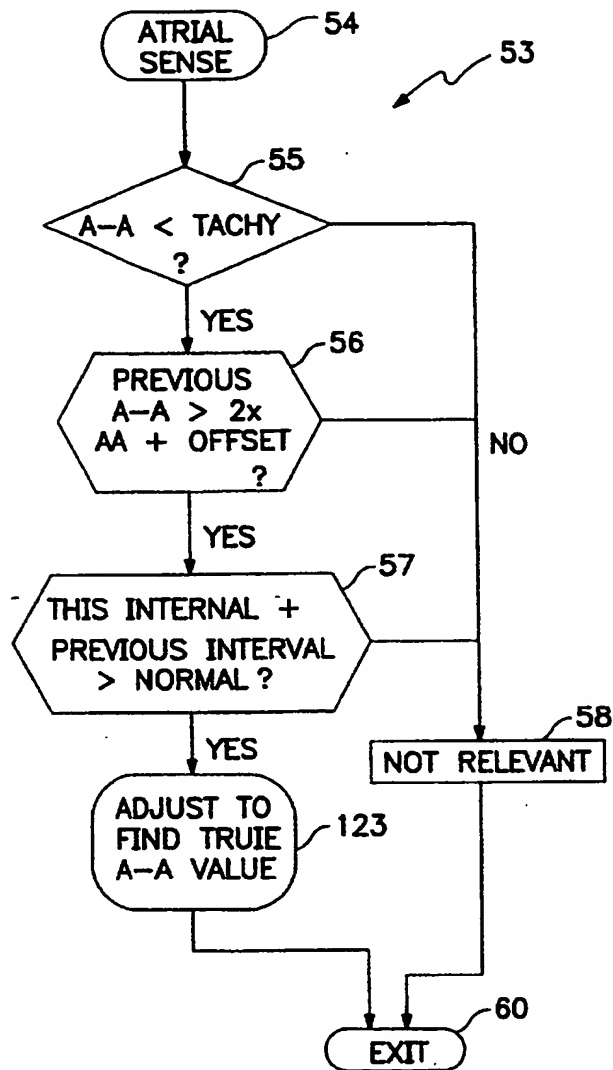 ATRIAL
SENSE
54
53
55
A-A < TACHY
?
YES
56
PREVIOUS
A-A > 2x
AA + OFFSET
?
NO
YES
57
THIS INTERNAL +
PREVIOUS INTERVAL
> NORMAL ?
YES
58
NOT RELEVANT
ADJUST TO
FIND TRUIE
A-A VALUE
123
60
EXIT